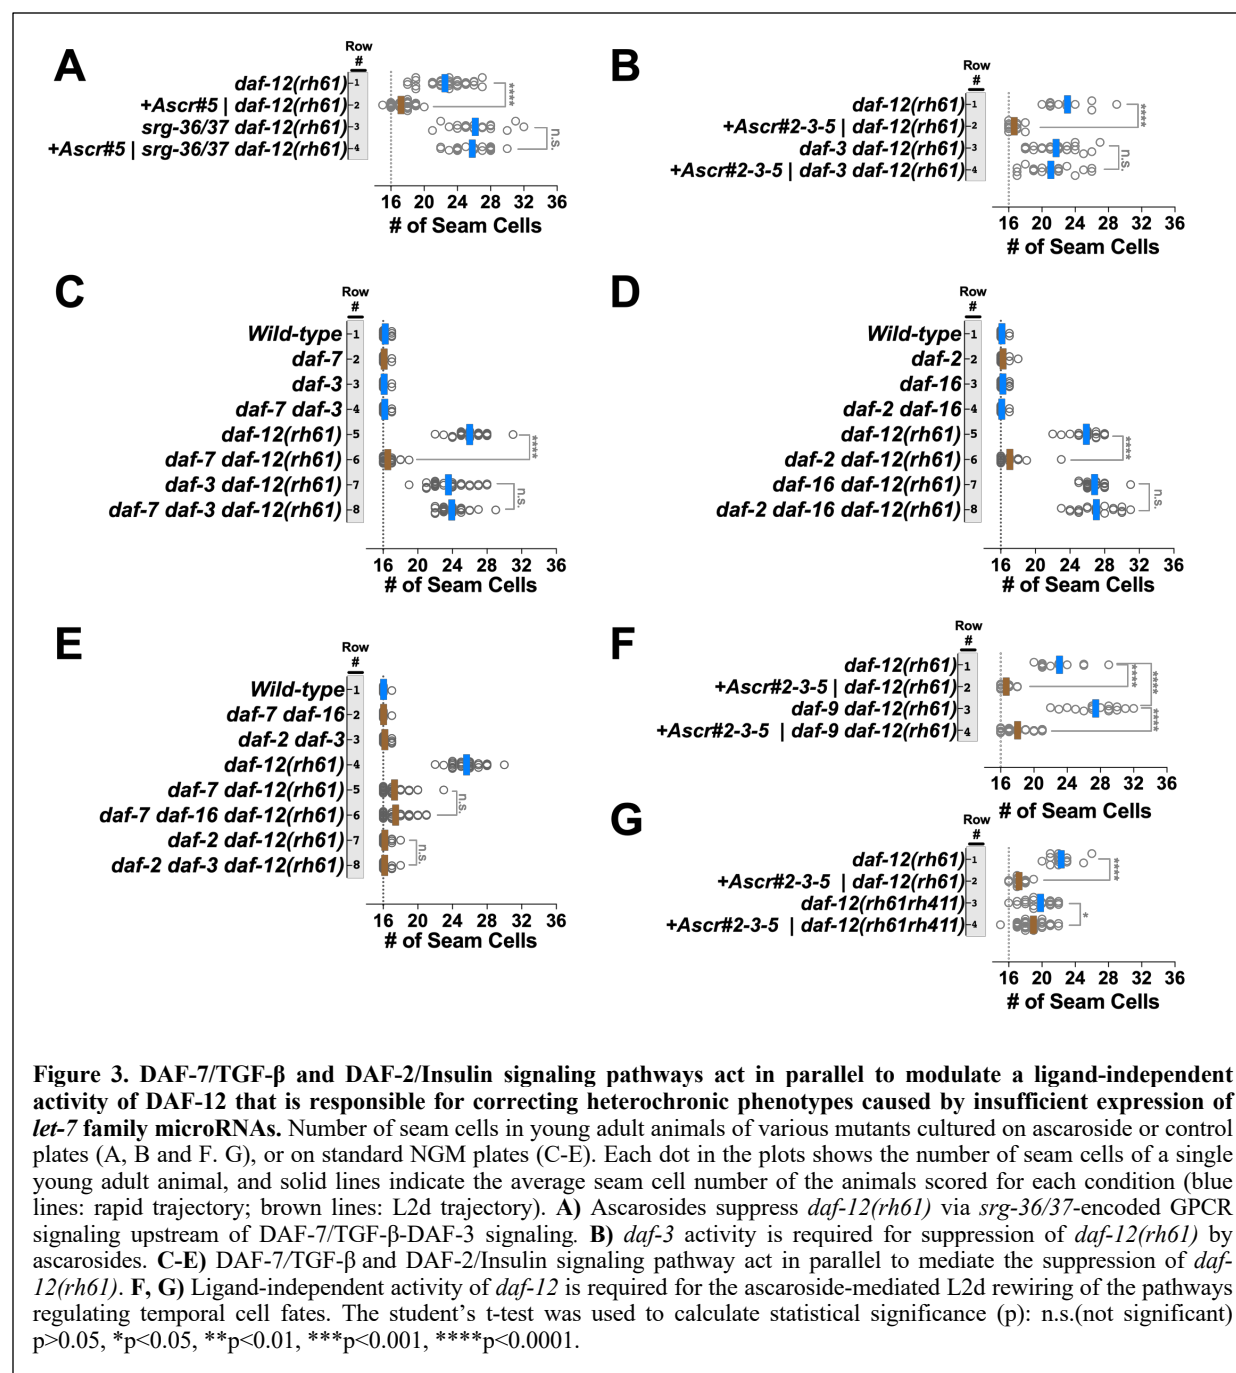 A
Row
#
daf-12(rh61) 1
+Ascr#5 | daf-12(rh61) 2
srg-36/37 daf-12(rh61) 3
+Ascr#5 | srg-36/37 daf-12(rh61) 4
****
n.s.
16 20 24 28 32 36
# of Seam Cells
B
Row
#
daf-12(rh61) 1
+Ascr#2-3-5 | daf-12(rh61) 2
daf-3 daf-12(rh61) 3
+Ascr#2-3-5 | daf-3 daf-12(rh61) 4
****
n.s.
16 20 24 28 32 36
# of Seam Cells
C
Row
#
Wild-type 1
daf-7 2
daf-3 3
daf-7 daf-3 4
daf-12(rh61) 5
daf-7 daf-12(rh61) 6
daf-3 daf-12(rh61) 7
daf-7 daf-3 daf-12(rh61) 8
****
n.s.
16 20 24 28 32 36
# of Seam Cells
D
Row
#
Wild-type 1
daf-2 2
daf-16 3
daf-2 daf-16 4
daf-12(rh61) 5
daf-2 daf-12(rh61) 6
daf-16 daf-12(rh61) 7
daf-2 daf-16 daf-12(rh61) 8
****
n.s.
16 20 24 28 32 36
# of Seam Cells
E
Row
#
Wild-type 1
daf-7 daf-16 2
daf-2 daf-3 3
daf-12(rh61) 4
daf-7 daf-12(rh61) 5
daf-7 daf-16 daf-12(rh61) 6
daf-2 daf-12(rh61) 7
daf-2 daf-3 daf-12(rh61) 8
n.s.
n.s.
16 20 24 28 32 36
# of Seam Cells
F
Row
#
daf-12(rh61) 1
+Ascr#2-3-5 | daf-12(rh61) 2
daf-9 daf-12(rh61) 3
+Ascr#2-3-5 | daf-9 daf-12(rh61) 4
****
****
****
16 20 24 28 32 36
# of Seam Cells
G
Row
#
daf-12(rh61) 1
+Ascr#2-3-5 | daf-12(rh61) 2
daf-12(rh61rh411) 3
+Ascr#2-3-5 | daf-12(rh61rh411) 4
****
*
16 20 24 28 32 36
# of Seam Cells
Figure 3. DAF-7/TGF-β and DAF-2/Insulin signaling pathways act in parallel to modulate a ligand-independent
activity of DAF-12 that is responsible for correcting heterochronic phenotypes caused by insufficient expression of
let-7 family microRNAs. Number of seam cells in young adult animals of various mutants cultured on ascaroside or control
plates (A, B and F. G), or on standard NGM plates (C-E). Each dot in the plots shows the number of seam cells of a single
young adult animal, and solid lines indicate the average seam cell number of the animals scored for each condition (blue
lines: rapid trajectory; brown lines: L2d trajectory). A) Ascarosides suppress daf-12(rh61) via srg-36/37-encoded GPCR
signaling upstream of DAF-7/TGF-β-DAF-3 signaling. B) daf-3 activity is required for suppression of daf-12(rh61) by
ascarosides. C-E) DAF-7/TGF-β and DAF-2/Insulin signaling pathway act in parallel to mediate the suppression of daf-
12(rh61). F, G) Ligand-independent activity of daf-12 is required for the ascaroside-mediated L2d rewiring of the pathways
regulating temporal cell fates. The student's t-test was used to calculate statistical significance (p): n.s.(not significant)
p>0.05, *p<0.05, **p<0.01, ***p<0.001, ****p<0.0001.